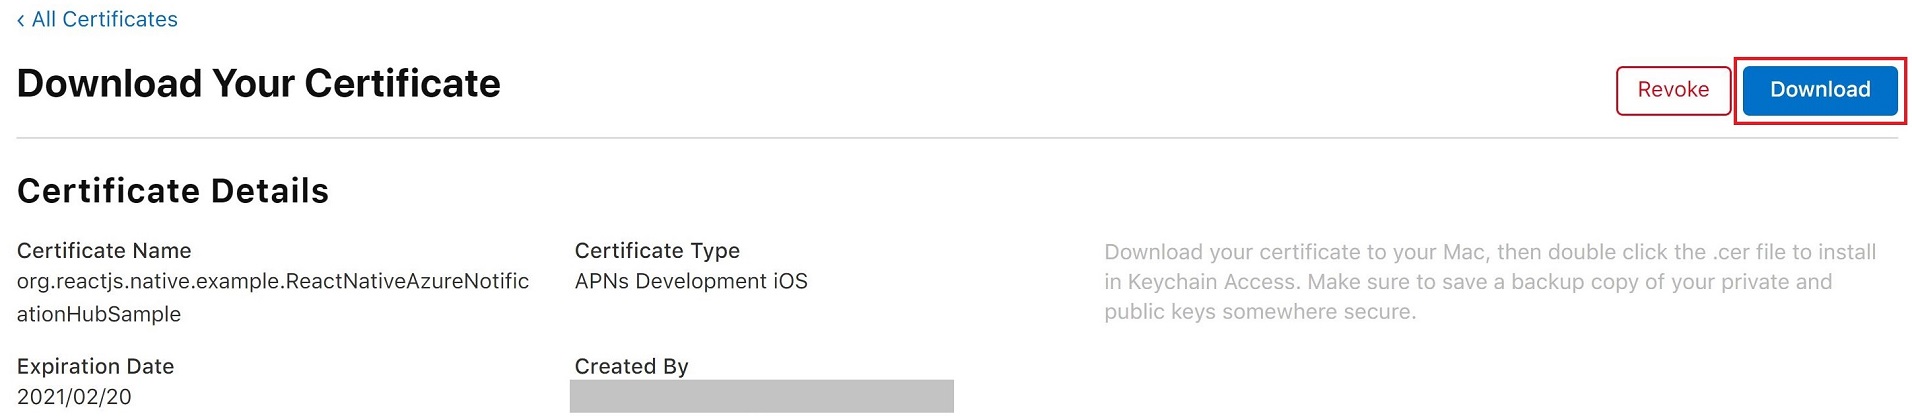 ‹ All Certificates
Download Your Certificate
Revoke
Download
Certificate Details
Certificate Name
org.reactjs.native.example.ReactNativeAzureNotific
ationHubSample
Certificate Type
APNs Development iOS
Download your certificate to your Mac, then double click the .cer file to install
in Keychain Access. Make sure to save a backup copy of your private and
public keys somewhere secure.
Expiration Date
2021/02/20
Created By